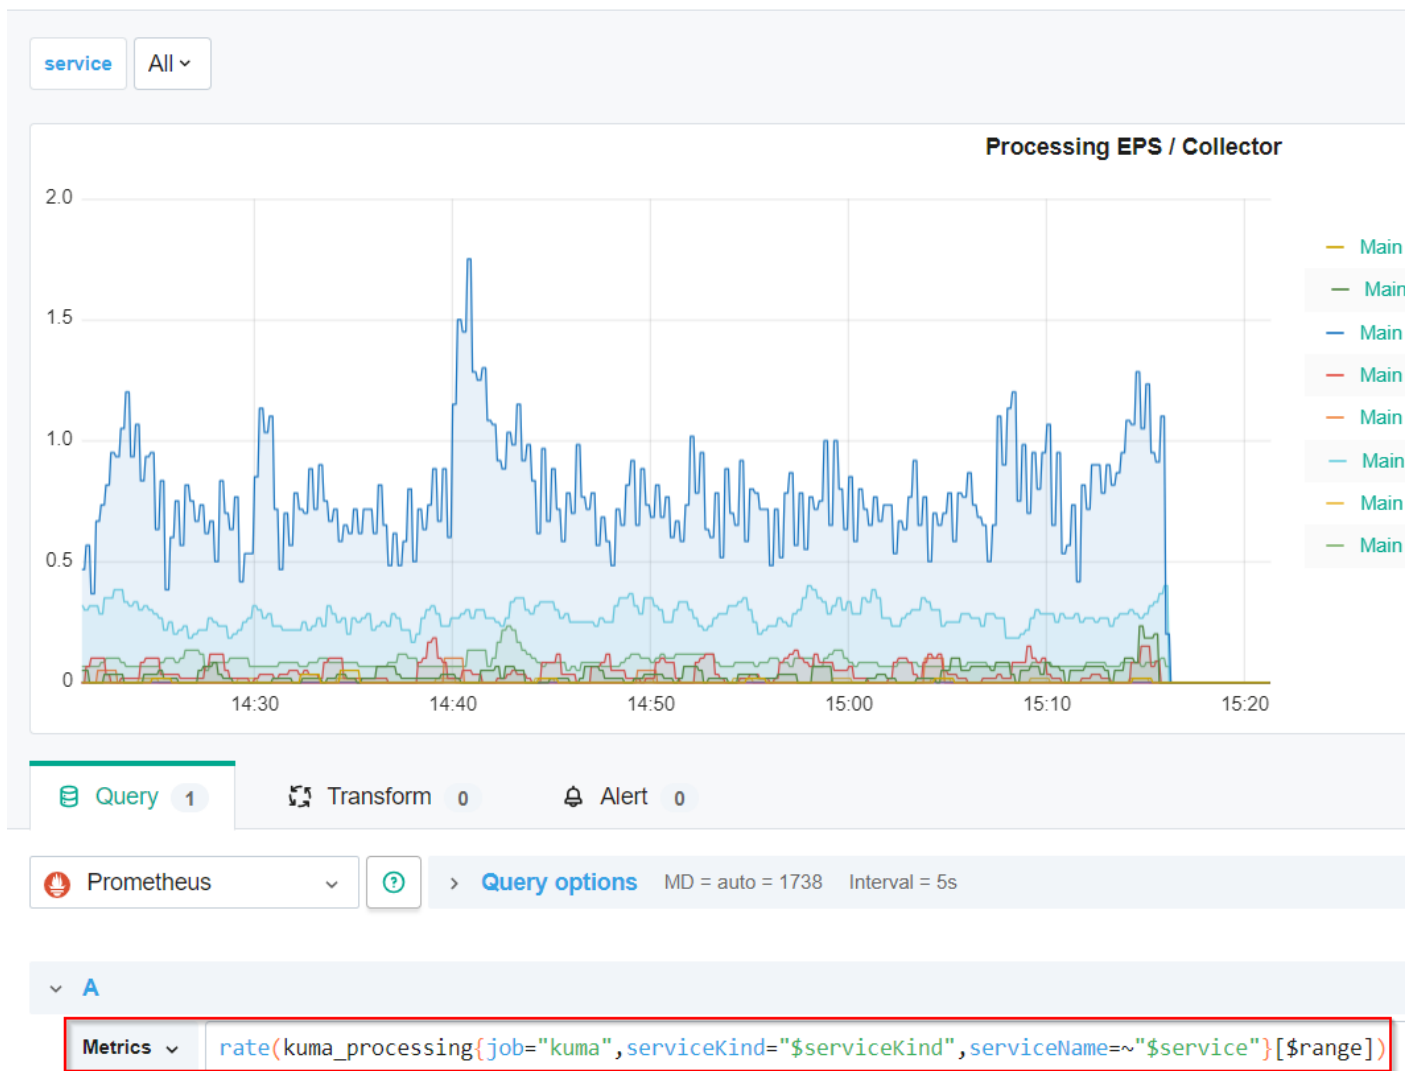 service All
Processing EPS / Collector
2.0
1.5
1.0
0.5
0
14:30 14:40 14:50 15:00 15:10 15:20
Main
Main
Main
Main
Main
Main
Main
Main
Query 1 Transform 0 Alert 0
Prometheus Query options MD = auto = 1738 Interval = 5s
A
Metrics rate(kuma_processing{job="kuma",serviceKind="$serviceKind",serviceName=~"$service"}[$range])